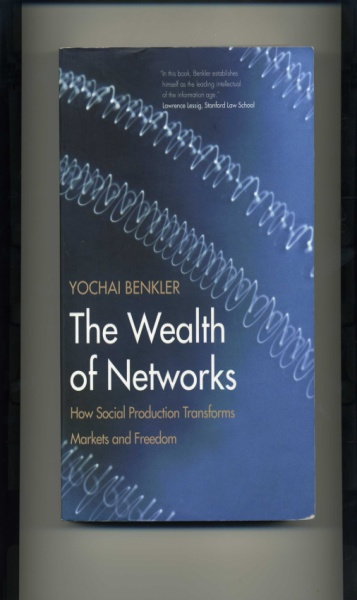 "In this book, Benkler establishes
himself as the leading intellectual
of the information age."
Lawrence Lessig, Stanford Law School
YOCHAI BENKLER
The Wealth
of Networks
How Social Production Transforms
Markets and Freedom